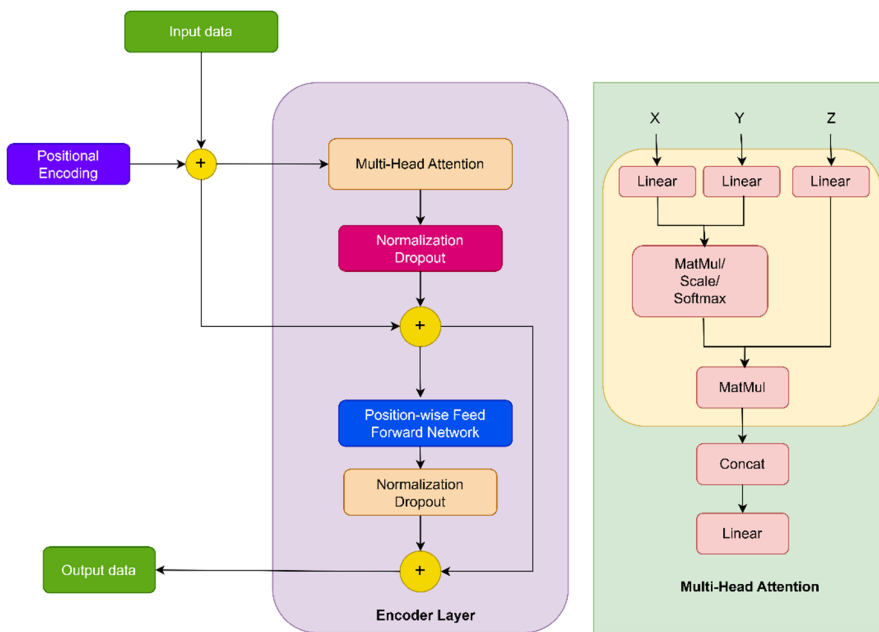 Input data
Positional
Encoding
+
Multi-Head Attention
Normalization
Dropout
+
Position-wise Feed
Forward Network
Normalization
Dropout
+
Output data
Encoder Layer
X
Y
Z
Linear
Linear
Linear
MatMul/
Scale/
Softmax
MatMul
Concat
Linear
Multi-Head Attention